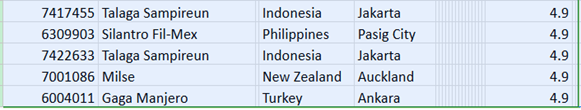 7417455 Talaga Sampireun Indonesia Jakarta 4.9
6309903 Silantro Fil-Mex Philippines Pasig City 4.9
7422633 Talaga Sampireun Indonesia Jakarta 4.9
7001086 Milse New Zealand Auckland 4.9
6004011 Gaga Manjero Turkey Ankara 4.9